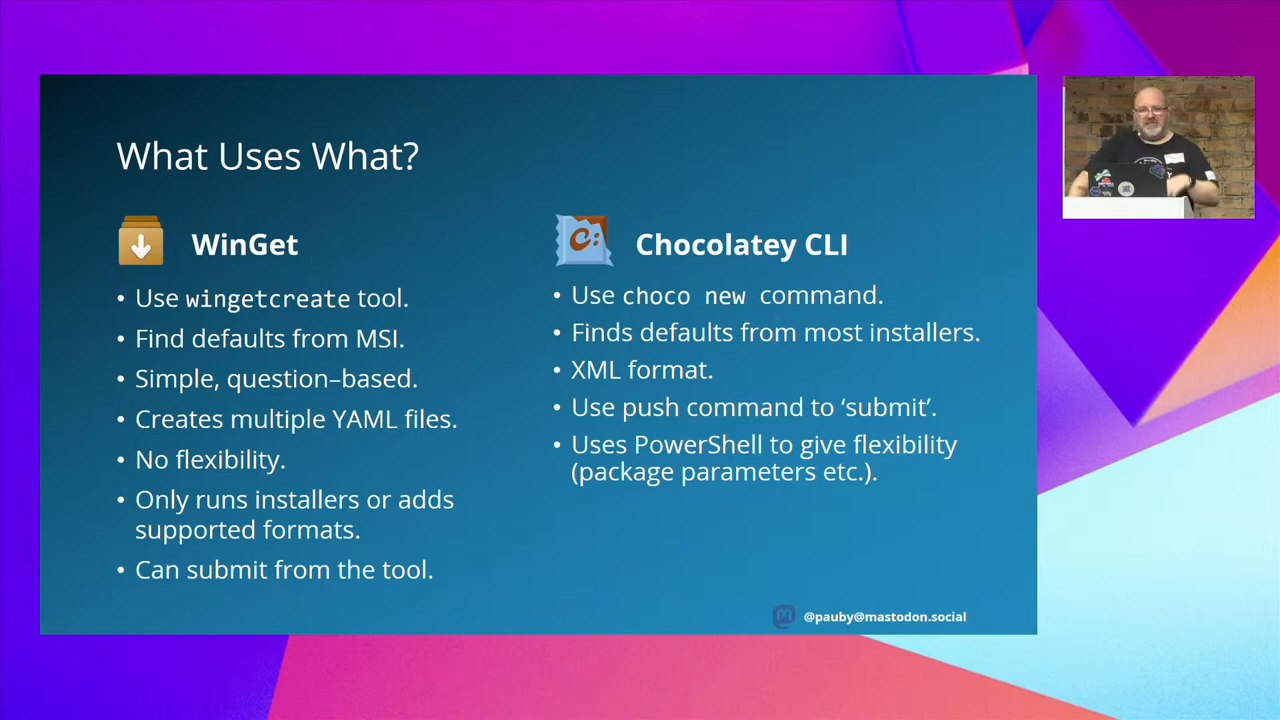 What Uses What?
WinGet
• Use wingetcreate tool.
• Find defaults from MSI.
• Simple, question–based.
• Creates multiple YAML files.
• No flexibility.
• Only runs installers or adds
supported formats.
• Can submit from the tool.
Chocolatey CLI
• Use choco new command.
• Finds defaults from most installers.
• XML format.
• Use push command to ‘submit’.
• Uses PowerShell to give flexibility
(package parameters etc.).
@pauby@mastodon.social